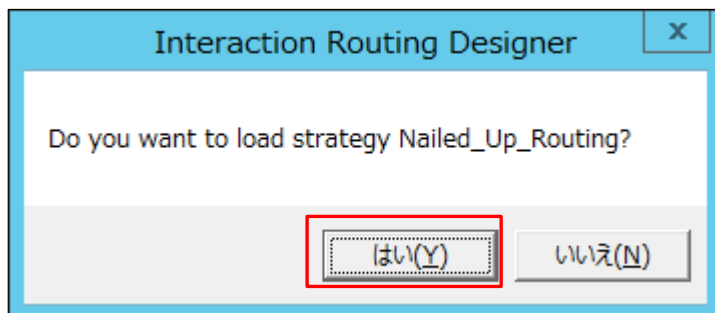 Interaction Routing Designer
x
Do you want to load strategy Nailed_Up_Routing?
はい(Y) いいえ(N)